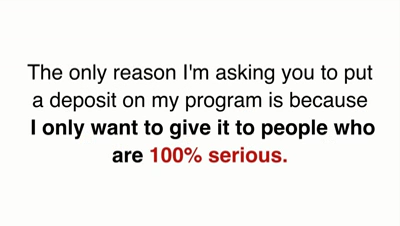 The only reason I'm asking you to put
a deposit on my program is because
I only want to give it to people who
are 100% serious.